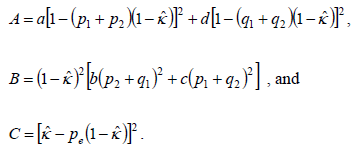 A = a[1 − (p₁ + p₂)(1 − κ̂)]² + d[1 − (q₁ + q₂)(1 − κ̂)]²,
B = (1 − κ̂)²[b(p₂ + q₁)² + c(p₁ + q₂)²] , and
C = [κ̂ − pₑ(1 − κ̂)]² .